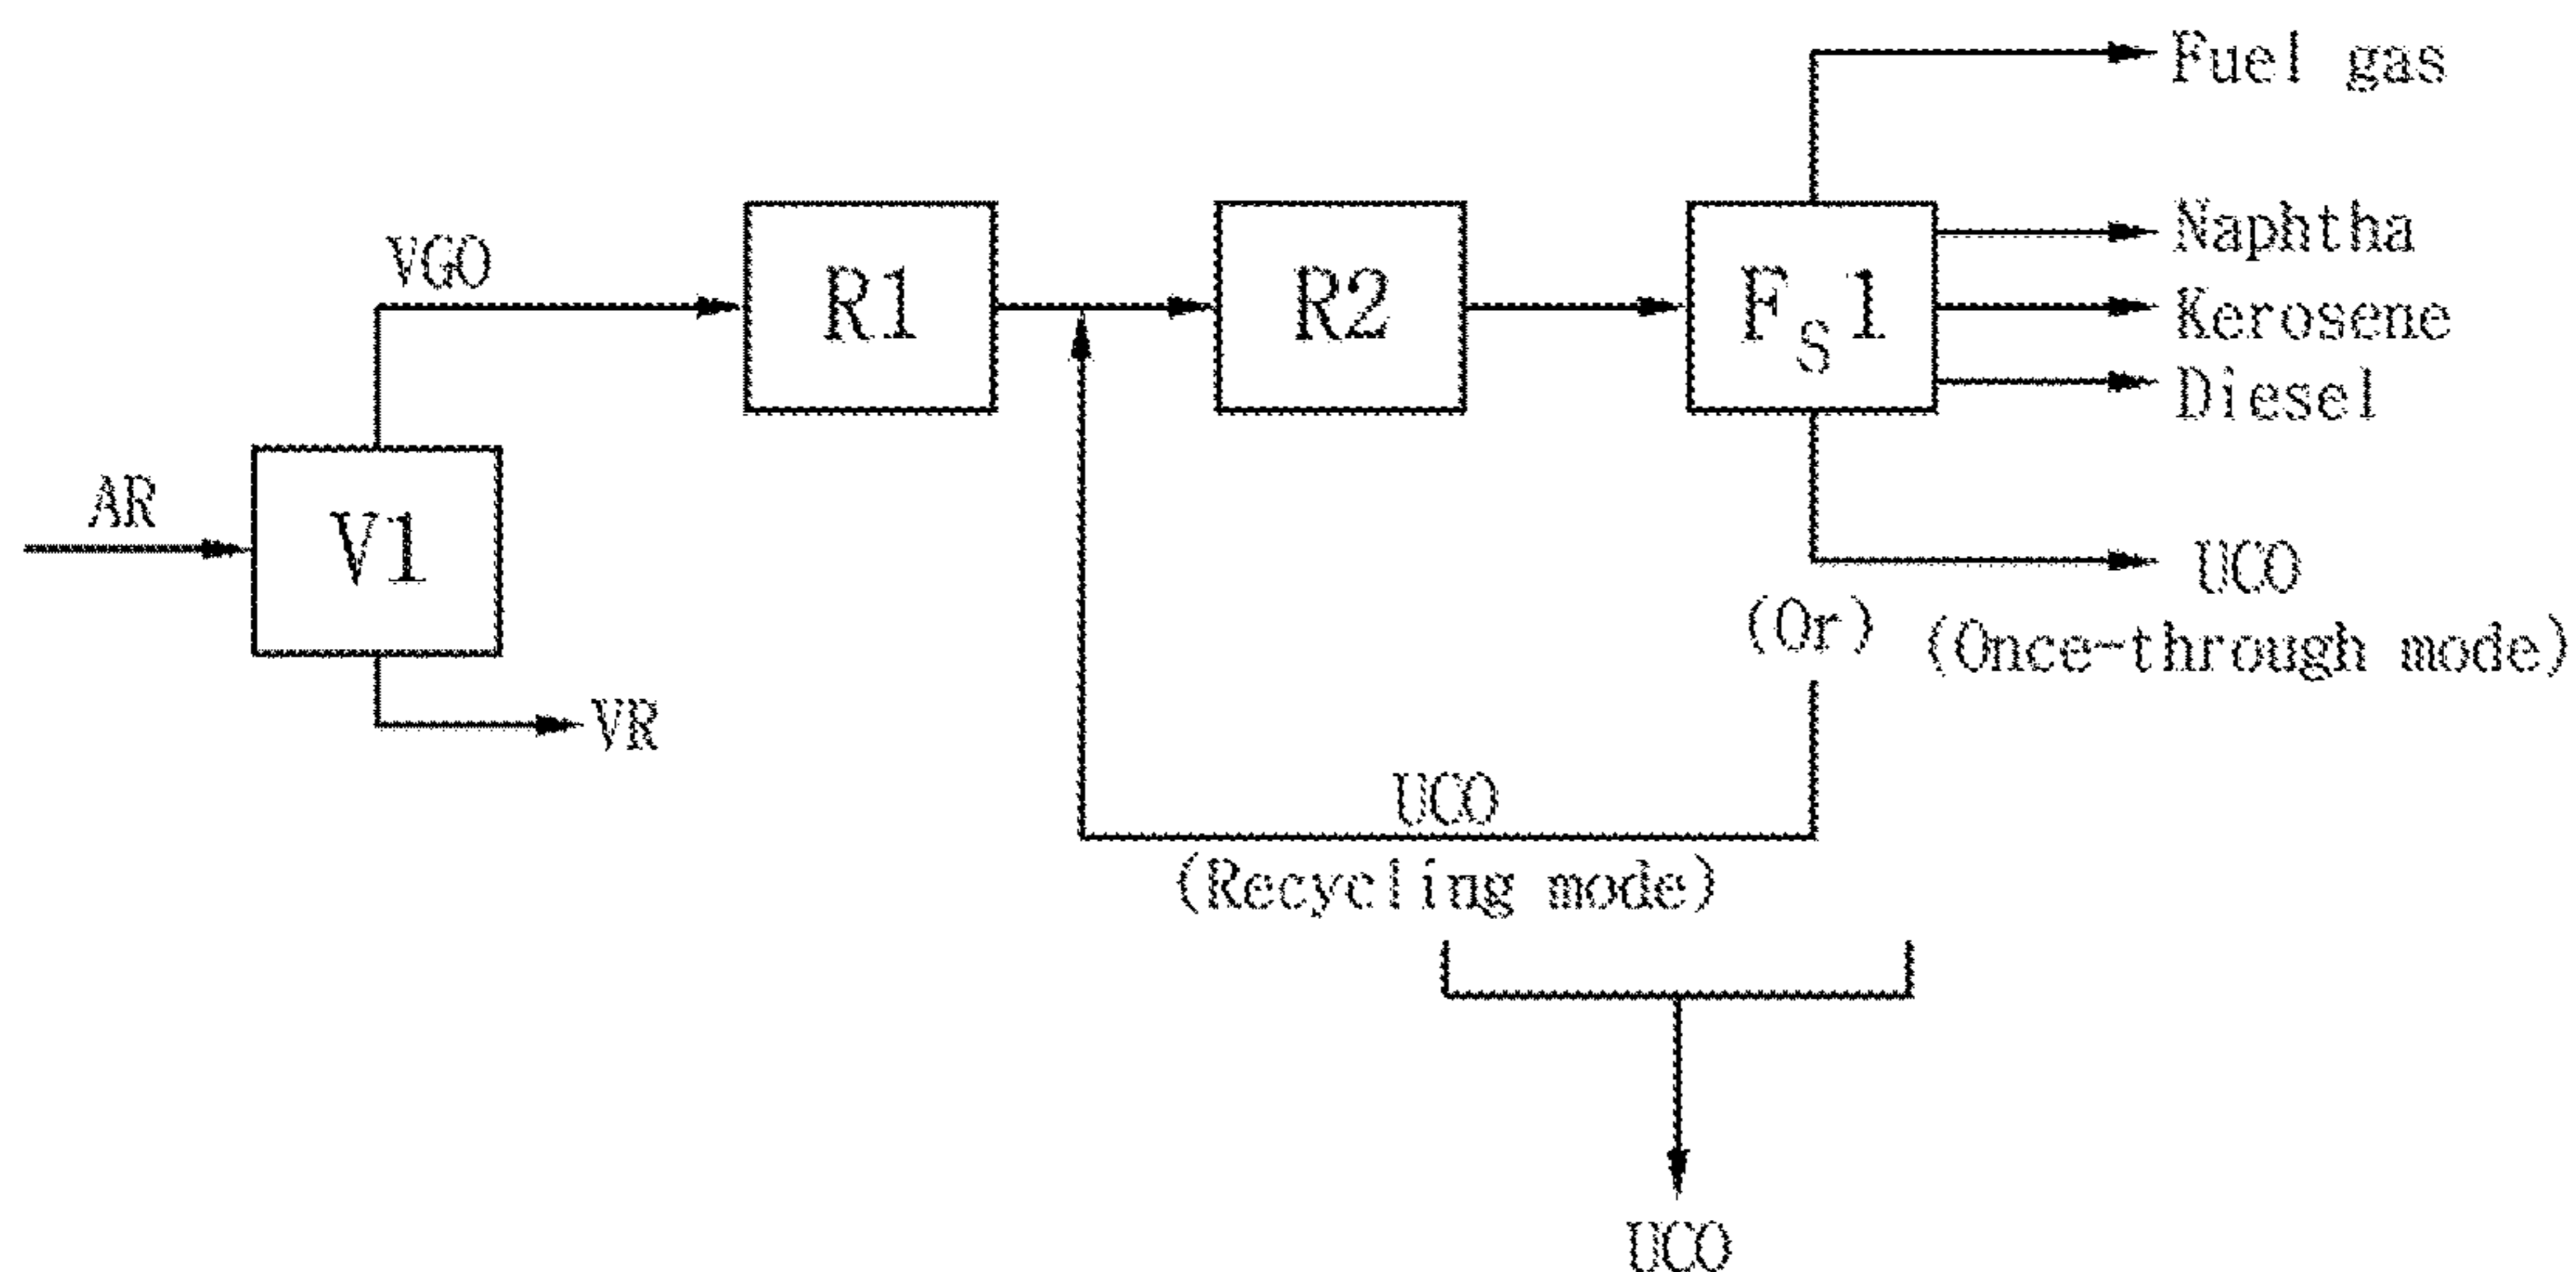 Fuel gas
Naphtha
VGO
R1
R2
FS1
Kerosene
Diesel
AR
V1
UCO
(Or)
(Once-through mode)
VR
UCO
(Recycling mode)
UCO